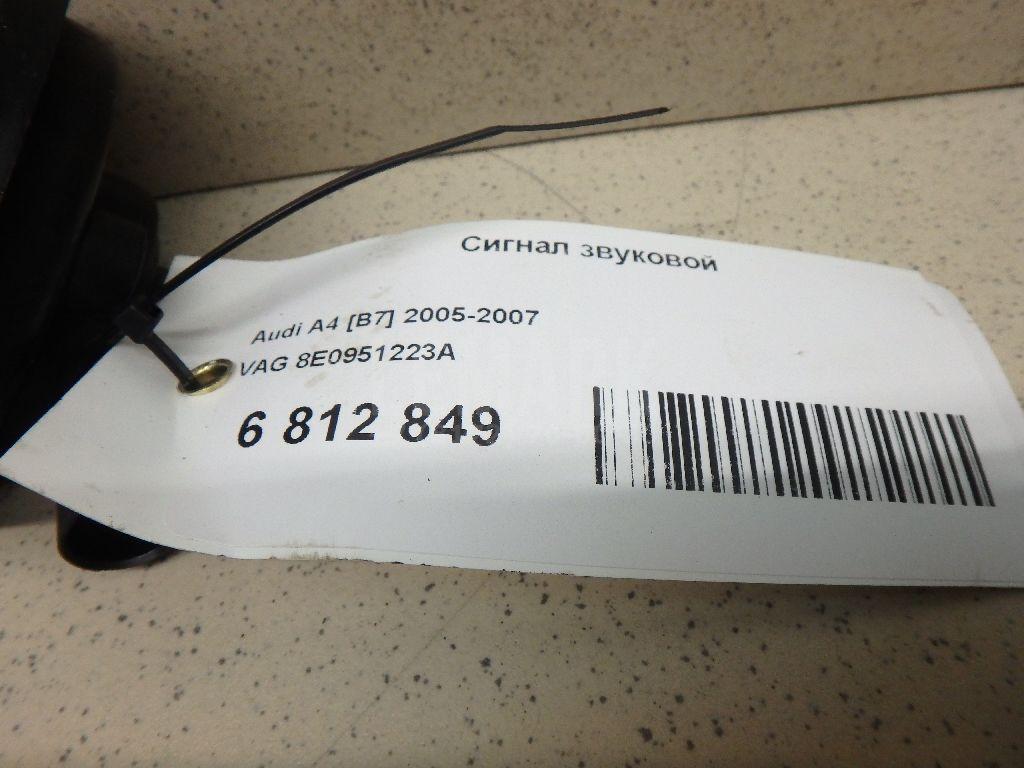 Сигнал звуковой
Audi A4 [B7] 2005-2007
VAG 8E0951223A
6 812 849